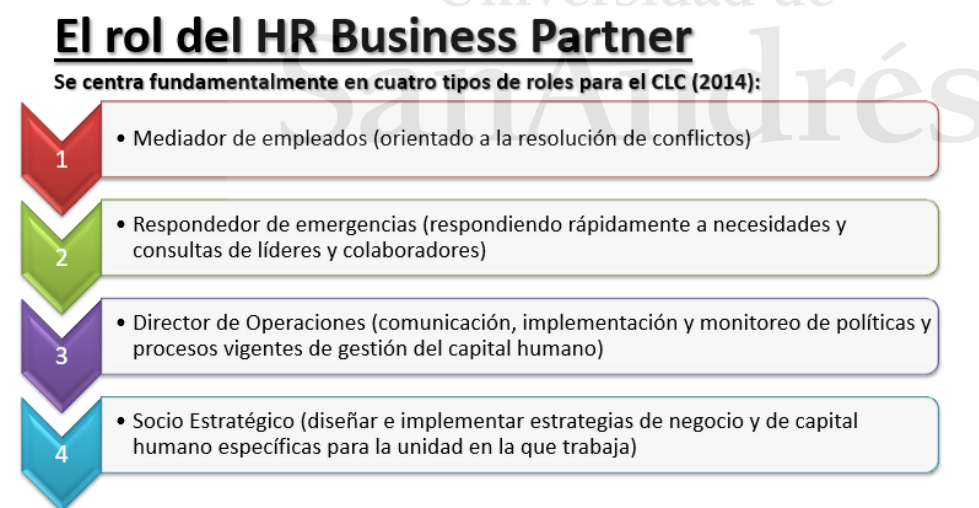 Universidad de
SanAndrés
El rol del HR Business Partner
Se centra fundamentalmente en cuatro tipos de roles para el CLC (2014):
1
• Mediador de empleados (orientado a la resolución de conflictos)
2
• Respondedor de emergencias (respondiendo rápidamente a necesidades y
consultas de líderes y colaboradores)
3
• Director de Operaciones (comunicación, implementación y monitoreo de políticas y
procesos vigentes de gestión del capital humano)
4
• Socio Estratégico (diseñar e implementar estrategias de negocio y de capital
humano específicas para la unidad en la que trabaja)